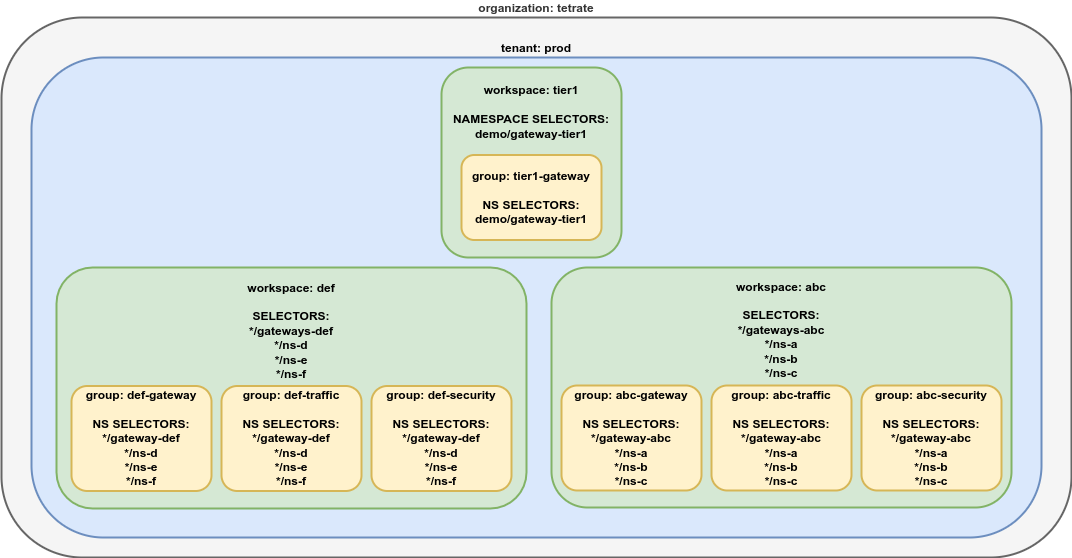 organization: tetrate
tenant: prod
workspace: tier1
NAMESPACE SELECTORS:
demo/gateway-tier1
group: tier1-gateway
NS SELECTORS:
demo/gateway-tier1
workspace: def
SELECTORS:
*/gateways-def
*/ns-d
*/ns-e
*/ns-f
group: def-gateway
NS SELECTORS:
*/gateway-def
*/ns-d
*/ns-e
*/ns-f
group: def-traffic
NS SELECTORS:
*/gateway-def
*/ns-d
*/ns-e
*/ns-f
group: def-security
NS SELECTORS:
*/gateway-def
*/ns-d
*/ns-e
*/ns-f
workspace: abc
SELECTORS:
*/gateways-abc
*/ns-a
*/ns-b
*/ns-c
group: abc-gateway
NS SELECTORS:
*/gateway-abc
*/ns-a
*/ns-b
*/ns-c
group: abc-traffic
NS SELECTORS:
*/gateway-abc
*/ns-a
*/ns-b
*/ns-c
group: abc-security
NS SELECTORS:
*/gateway-abc
*/ns-a
*/ns-b
*/ns-c